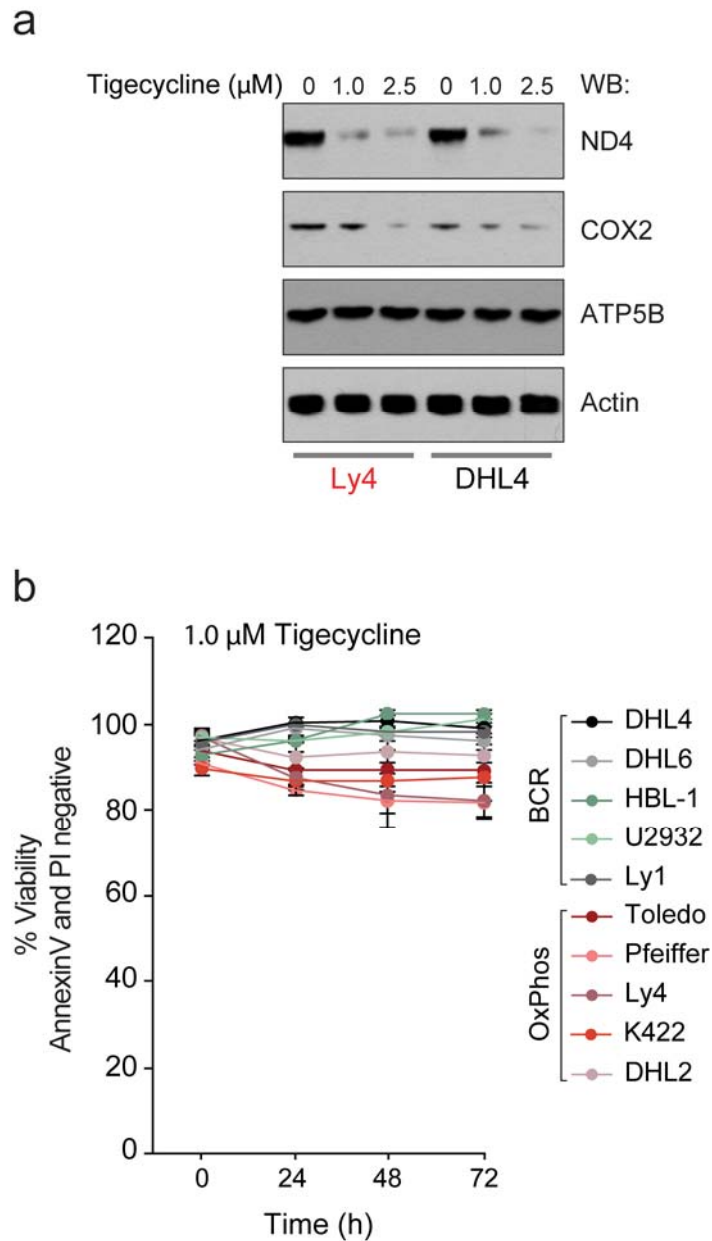 a
Tigecycline (µM) 0 1.0 2.5 0 1.0 2.5 WB:
ND4
COX2
ATP5B
Actin
Ly4 DHL4
b
1.0 µM Tigecycline
% Viability
AnnexinV and PI negative
120
100
80
60
40
20
0
0 24 48 72
Time (h)
BCR
DHL4
DHL6
HBL-1
U2932
Ly1
OxPhos
Toledo
Pfeiffer
Ly4
K422
DHL2